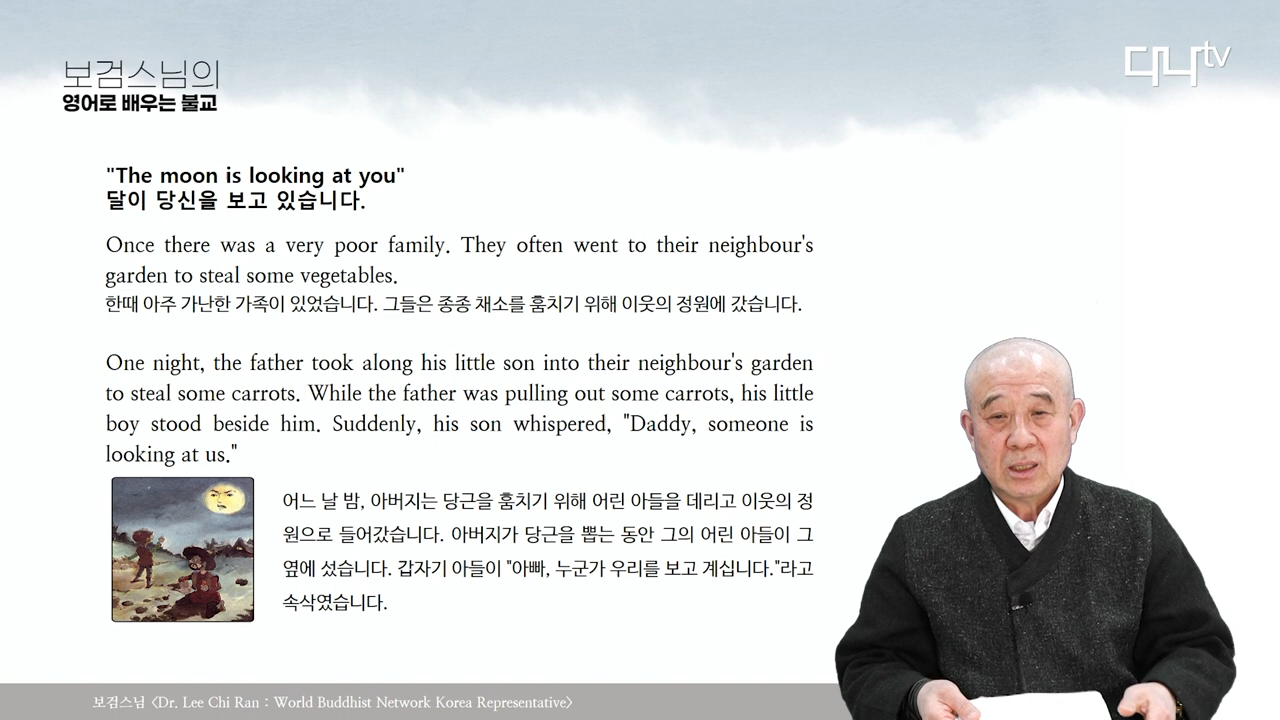 보검스님의
영어로 배우는 불교
디나tv
"The moon is looking at you"
달이 당신을 보고 있습니다.
Once there was a very poor family. They often went to their neighbour's
garden to steal some vegetables.
한때 아주 가난한 가족이 있었습니다. 그들은 종종 채소를 훔치기 위해 이웃의 정원에 갔습니다.
One night, the father took along his little son into their neighbour's garden
to steal some carrots. While the father was pulling out some carrots, his little
boy stood beside him. Suddenly, his son whispered, "Daddy, someone is
looking at us."
어느 날 밤, 아버지는 당근을 훔치기 위해 어린 아들을 데리고 이웃의 정
원으로 들어갔습니다. 아버지가 당근을 뽑는 동안 그의 어린 아들이 그
옆에 섰습니다. 갑자기 아들이 "아빠, 누군가 우리를 보고 계십니다."라고
속삭였습니다.
보검스님 <Dr. Lee Chi Ran : World Buddhist Network Korea Representative>